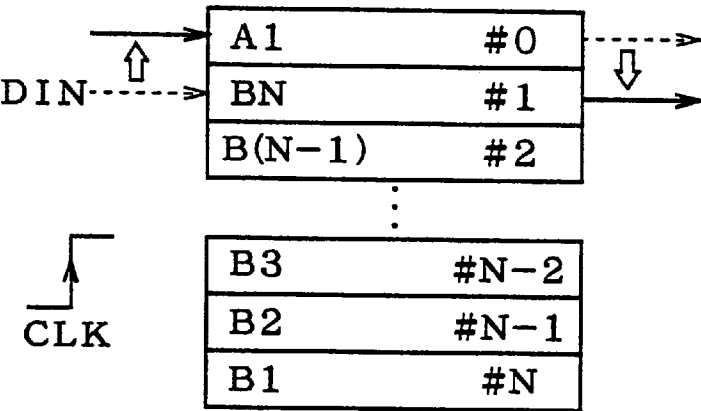 A1 #0
DIN BN #1
B(N-1) #2
B3 #N-2
B2 #N-1
CLK
B1 #N